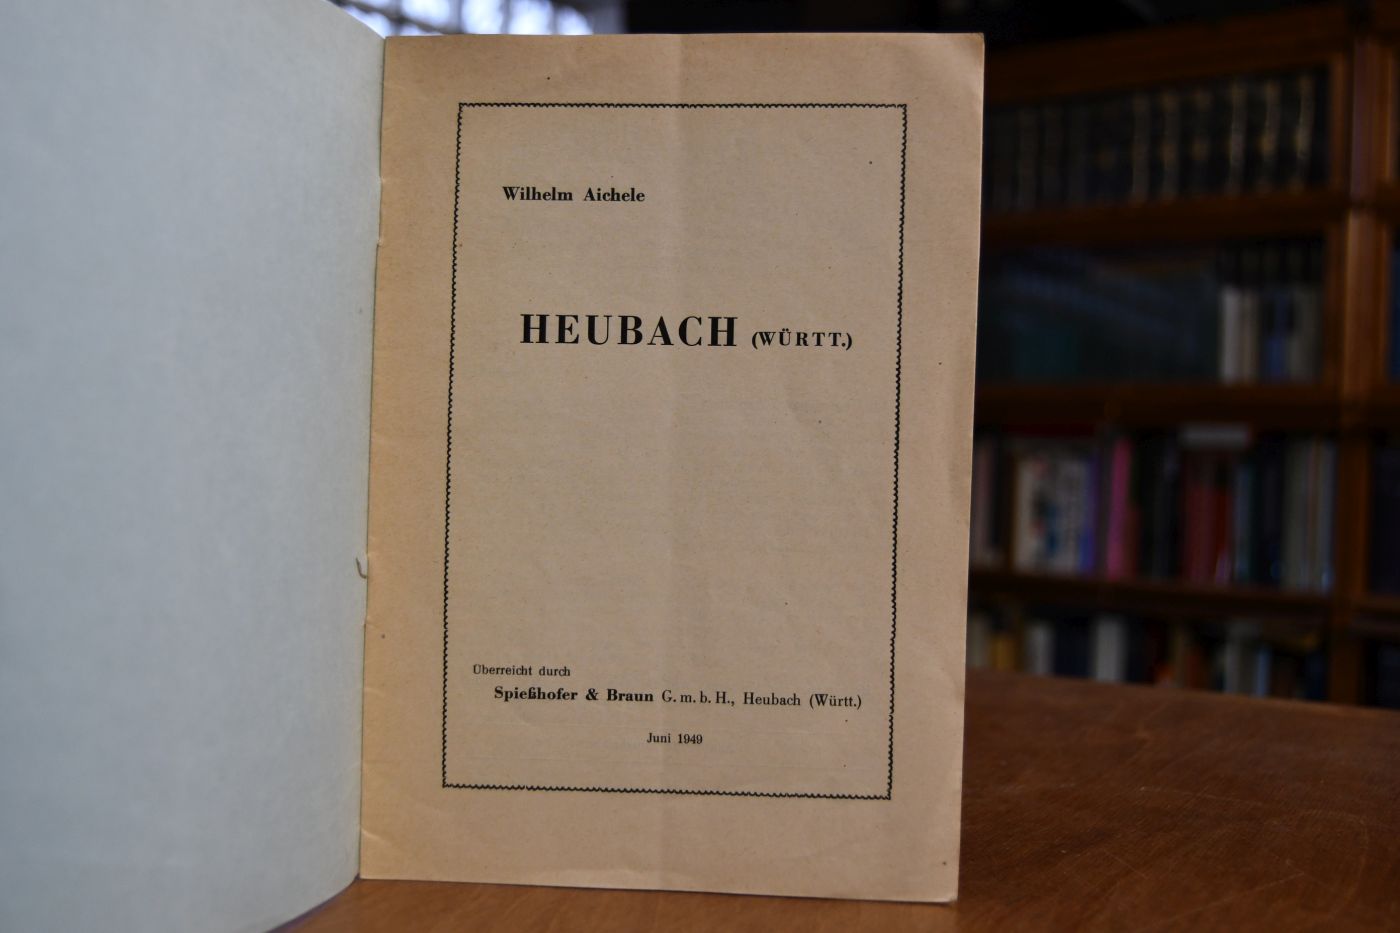 Wilhelm Aichele
HEUBACH (WÜRTT.)
Überreicht durch
Spießhofer & Braun G. m. b. H., Heubach (Württ.)
Juni 1949